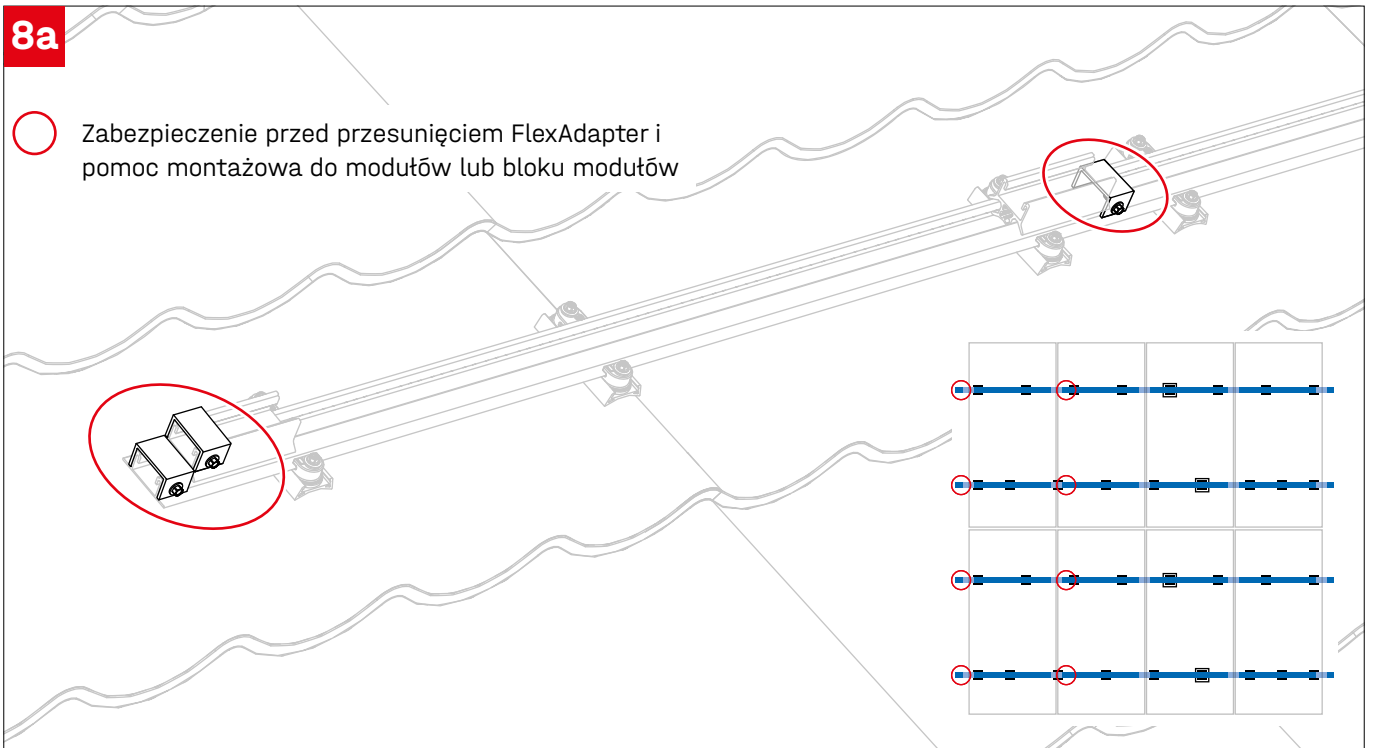 8a
Zabezpieczenie przed przesunięciem FlexAdapter i
pomoc montażowa do modułów lub bloku modułów